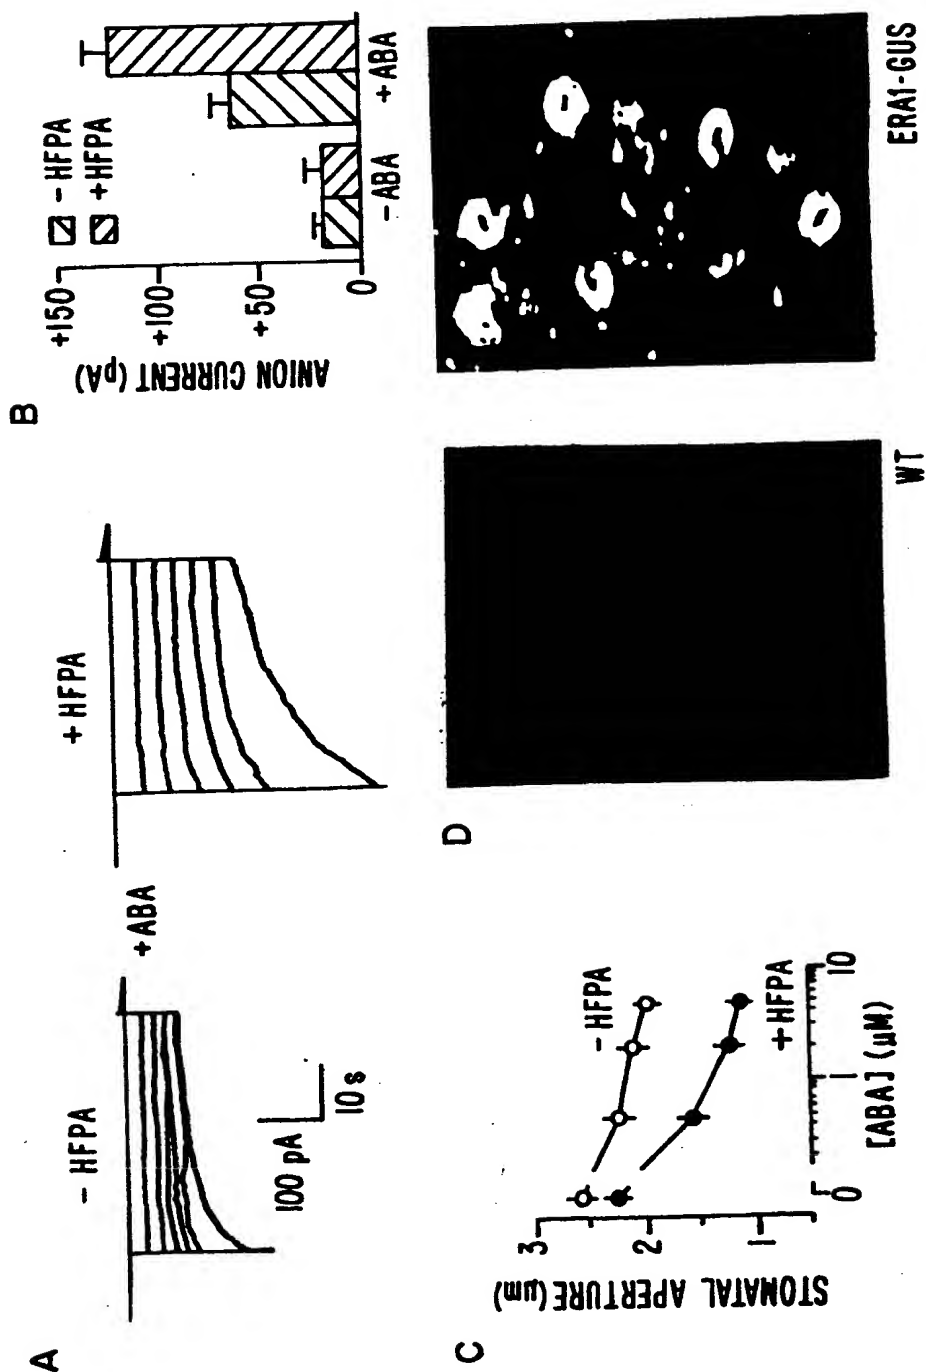 A
- HFPA
+ABA
+ HFPA
100 pA
10 s
B
ANION CURRENT (pA)
+150
+100
+50
0
-HFPA
+HFPA
-ABA
+ABA
C
STOMATAL APERTURE (μm)
3
2
1
-HFPA
+HFPA
0
1
10
[ABA] (μM)
D
WT
ERA1-GUS